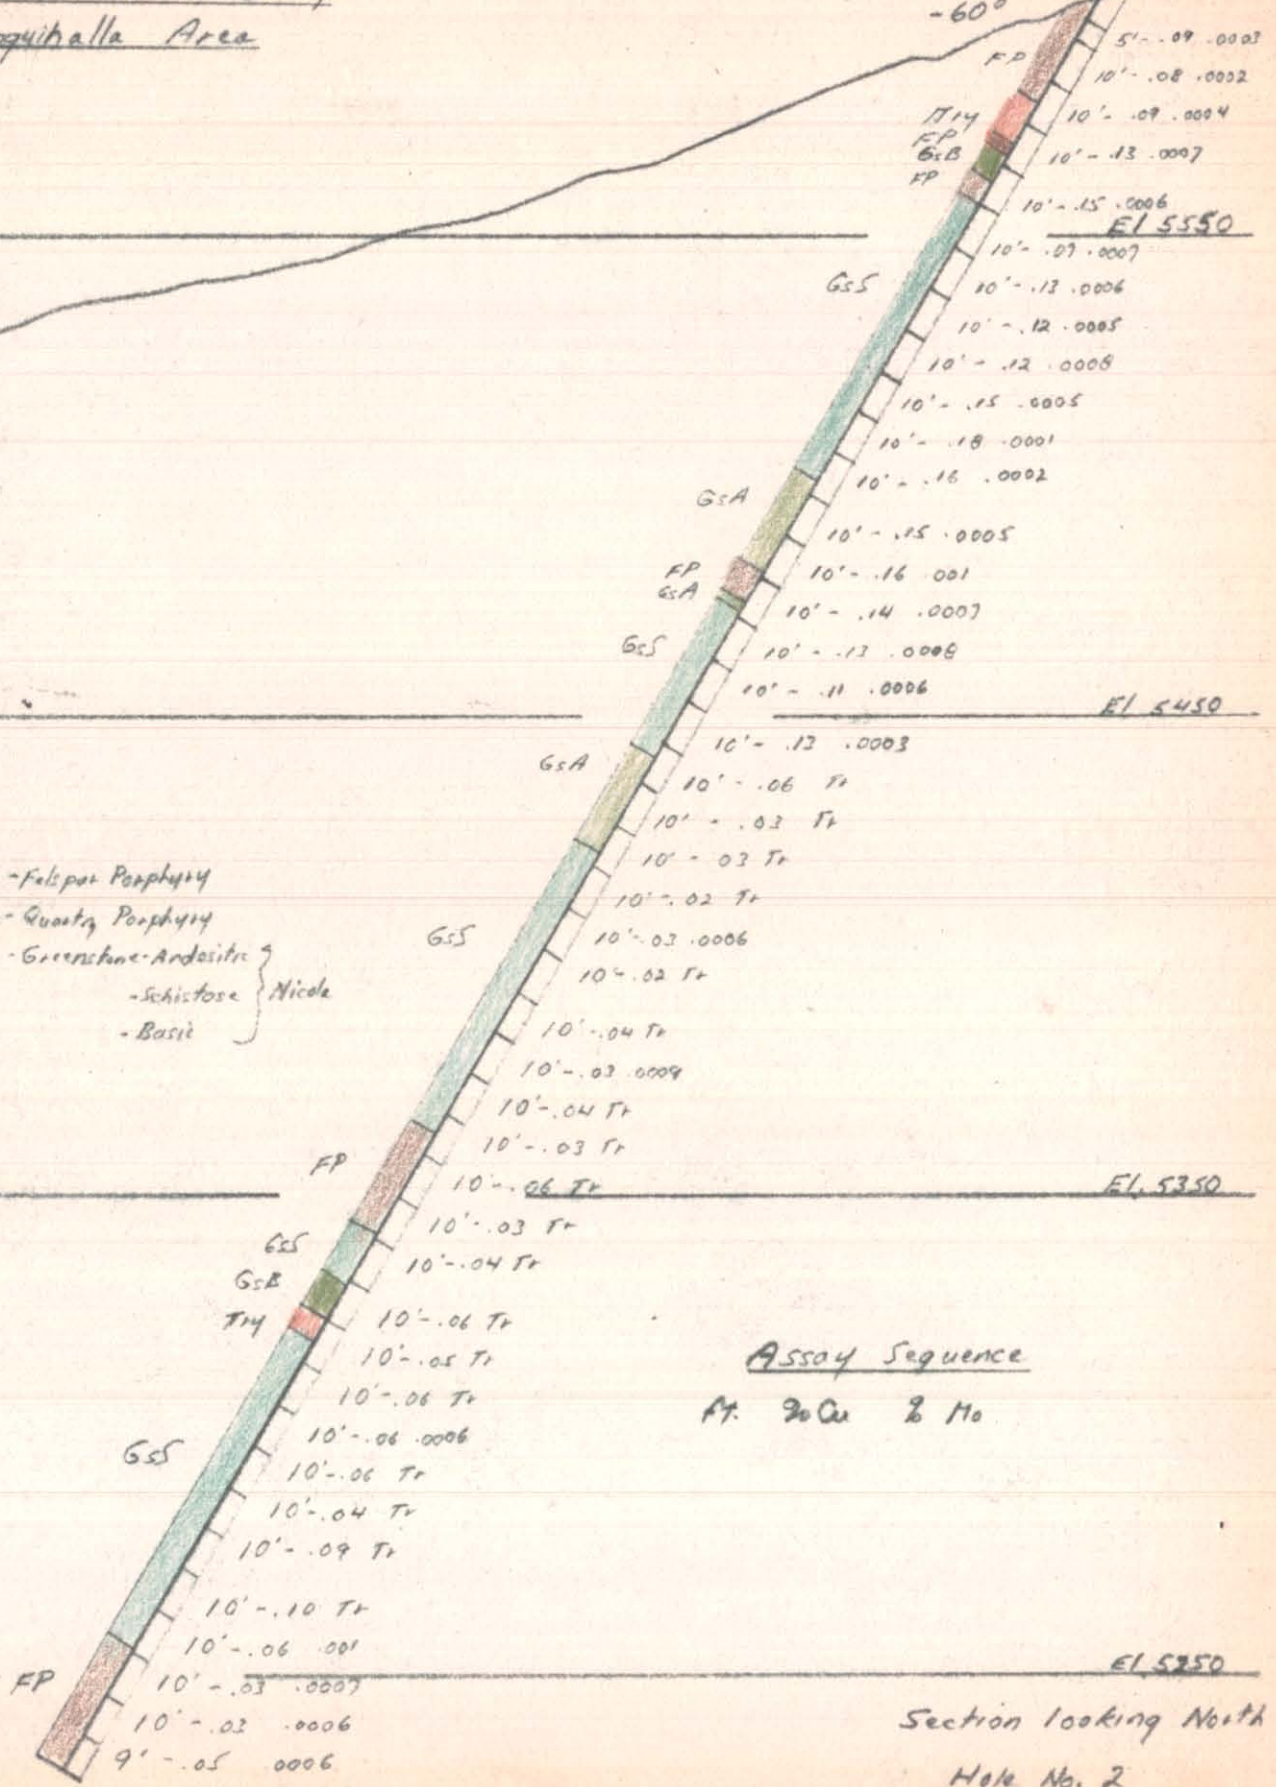 oquihalla Area
-60°
5' - .09 .0003
FP
10' - .08 .0002
10' - .09 .0004
FP
GsB
10' - .13 .0007
FP
10' - .15 .0006
El 5550
10' - .07 .0007
GsS
10' - .13 .0006
10' - .12 .0005
10' - .12 .0008
10' - .15 .0005
10' - .18 .0001
10' - .16 .0002
GsA
10' - .15 .0005
FP
10' - .16 001
GsA
10' - .14 .0007
GsS
10' - .13 .0008
10' - .11 .0006
El 5450
10' - .13 .0003
GsA
10' - .06 Tr
10' - .03 Tr
10' - 03 Tr
- Felspar Porphyry
10' - .02 Tr
- Quartz Porphyry
GsS
10' - .03 .0006
- Greenstone - Andesitic
10' - .02 Tr
- Schistose } Nicola
- Basic
10' - .04 Tr
10' - .03 .0009
10' - .04 Tr
10' - .03 Tr
FP
10' - .06 Tr
El. 5350
10' - .03 Tr
GsS
10' - .04 Tr
GsB
10' - .06 Tr
10' - .05 Tr
Assay Sequence
10' - .06 Tr
Ft. % Cu % Mo
10' - .06 .0006
GsS
10' - .06 Tr
10' - .04 Tr
10' - .09 Tr
10' - .10 Tr
10' - .06 .001
El. 5250
FP
10' - .03 .0007
10' - .03 .0006
Section looking North
9' - .05 0006
Hole No. 2